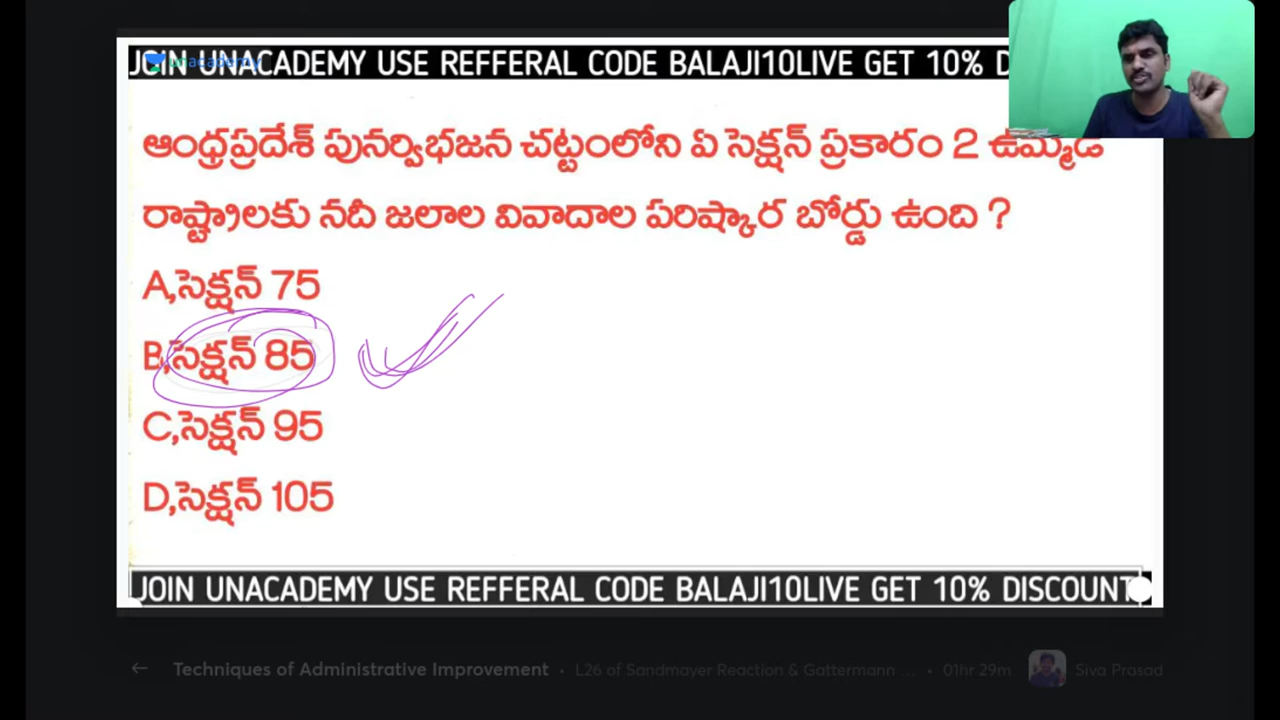 JOIN UNACADEMY USE REFFERAL CODE BALAJI10LIVE GET 10% D
unacademy
ఆంధ్రప్రదేశ్ పునర్విభజన చట్టంలోని ఏ సెక్షన్ ప్రకారం 2
రాష్ట్రాలకు నదీ జలాల వివాదాల పరిష్కార బోర్డు ఉంది ?
A,సెక్షన్ 75
B,సెక్షన్ 85
C,సెక్షన్ 95
D,సెక్షన్ 105
JOIN UNACADEMY USE REFFERAL CODE BALAJI10LIVE GET 10% DISCOUNT
Techniques of Administrative Improvement • L26 of Sandmayer Reaction & Gattermann ... • 01hr 29m Siva Prasad